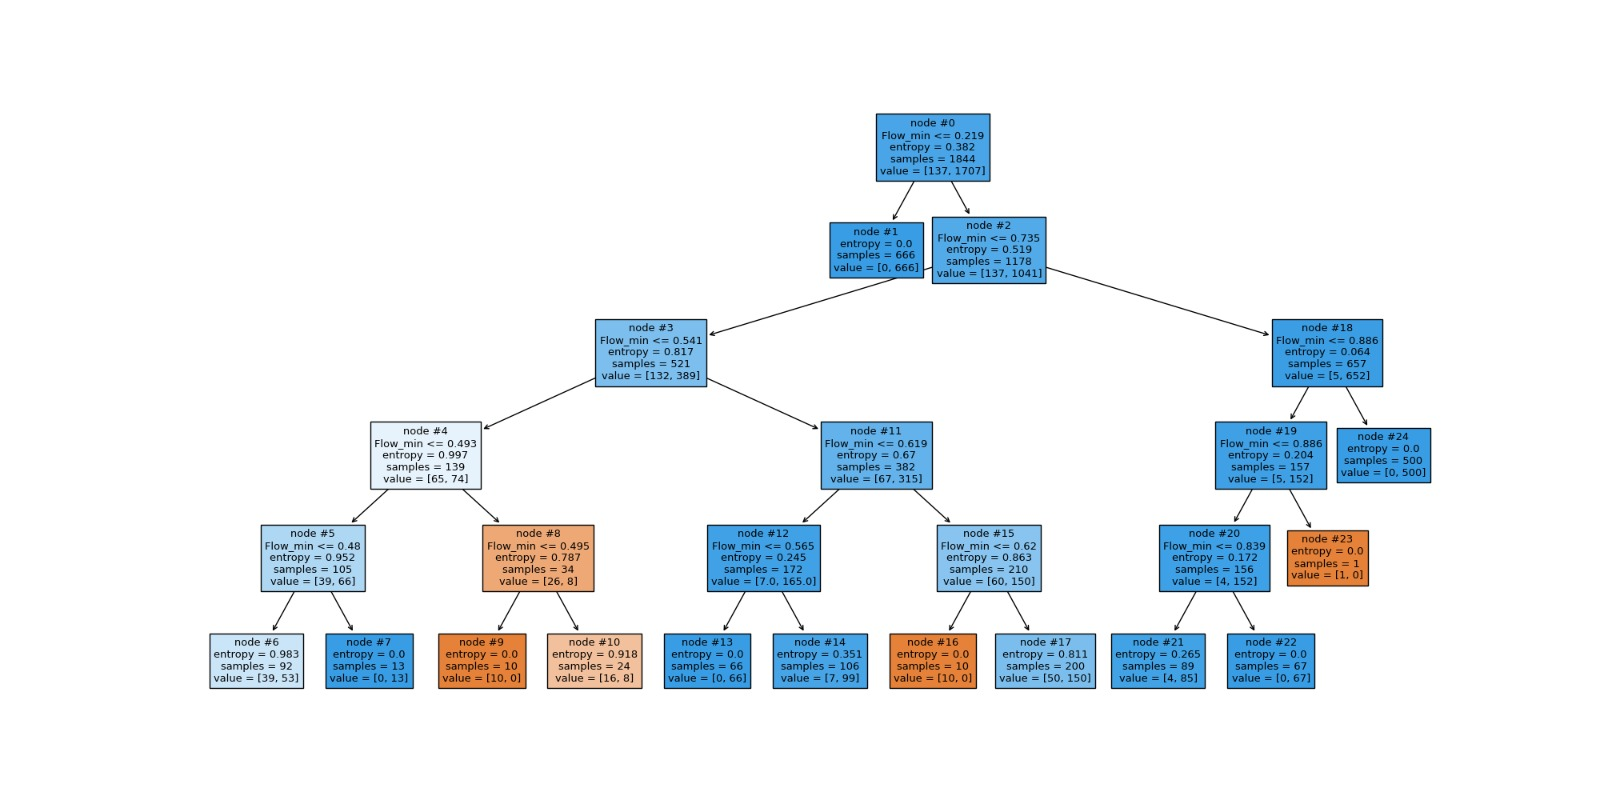 node #0
Flow_min <= 0.219
entropy = 0.382
samples = 1844
value = [137, 1707]
node #1
entropy = 0.0
samples = 666
value = [0, 666]
node #2
Flow_min <= 0.735
entropy = 0.519
samples = 1178
value = [137, 1041]
node #3
Flow_min <= 0.541
entropy = 0.817
samples = 521
value = [132, 389]
node #18
Flow_min <= 0.886
entropy = 0.064
samples = 657
value = [5, 652]
node #4
Flow_min <= 0.493
entropy = 0.997
samples = 139
value = [65, 74]
node #11
Flow_min <= 0.619
entropy = 0.67
samples = 382
value = [67, 315]
node #19
Flow_min <= 0.886
entropy = 0.204
samples = 157
value = [5, 152]
node #24
entropy = 0.0
samples = 500
value = [0, 500]
node #5
Flow_min <= 0.48
entropy = 0.952
samples = 105
value = [39, 66]
node #8
Flow_min <= 0.495
entropy = 0.787
samples = 34
value = [26, 8]
node #12
Flow_min <= 0.565
entropy = 0.245
samples = 172
value = [7.0, 165.0]
node #15
Flow_min <= 0.62
entropy = 0.863
samples = 210
value = [60, 150]
node #20
Flow_min <= 0.839
entropy = 0.172
samples = 156
value = [4, 152]
node #23
entropy = 0.0
samples = 1
value = [1, 0]
node #6
entropy = 0.983
samples = 92
value = [39, 53]
node #7
entropy = 0.0
samples = 13
value = [0, 13]
node #9
entropy = 0.0
samples = 10
value = [10, 0]
node #10
entropy = 0.918
samples = 24
value = [16, 8]
node #13
entropy = 0.0
samples = 66
value = [0, 66]
node #14
entropy = 0.351
samples = 106
value = [7, 99]
node #16
entropy = 0.0
samples = 10
value = [10, 0]
node #17
entropy = 0.811
samples = 200
value = [50, 150]
node #21
entropy = 0.265
samples = 89
value = [4, 85]
node #22
entropy = 0.0
samples = 67
value = [0, 67]